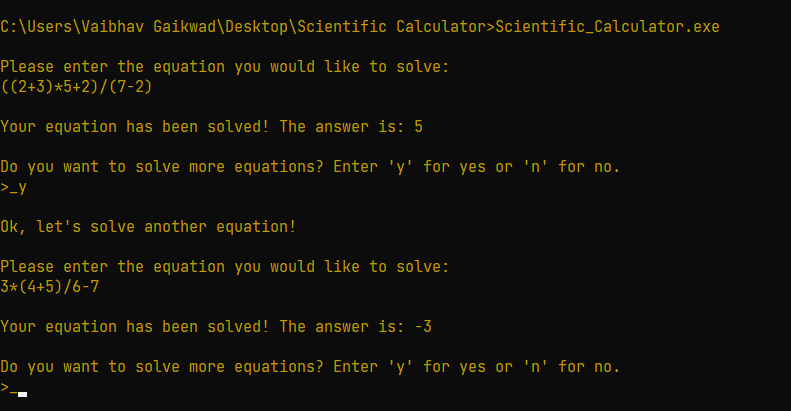 C:\Users\Vaibhav Gaikwad\Desktop\Scientific Calculator>Scientific_Calculator.exe
Please enter the equation you would like to solve:
((2+3)*5+2)/(7-2)
Your equation has been solved! The answer is: 5
Do you want to solve more equations? Enter 'y' for yes or 'n' for no.
>_y
Ok, let's solve another equation!
Please enter the equation you would like to solve:
3*(4+5)/6-7
Your equation has been solved! The answer is: -3
Do you want to solve more equations? Enter 'y' for yes or 'n' for no.
>_